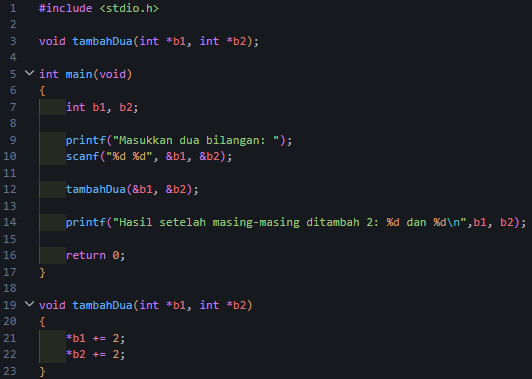 1 #include <stdio.h>
2
3 void tambahDua(int *b1, int *b2);
4
5 int main(void)
6 {
7     int b1, b2;
8
9     printf("Masukkan dua bilangan: ");
10     scanf("%d %d", &b1, &b2);
11
12     tambahDua(&b1, &b2);
13
14     printf("Hasil setelah masing-masing ditambah 2: %d dan %d\n",b1, b2);
15
16     return 0;
17 }
18
19 void tambahDua(int *b1, int *b2)
20 {
21     *b1 += 2;
22     *b2 += 2;
23 }